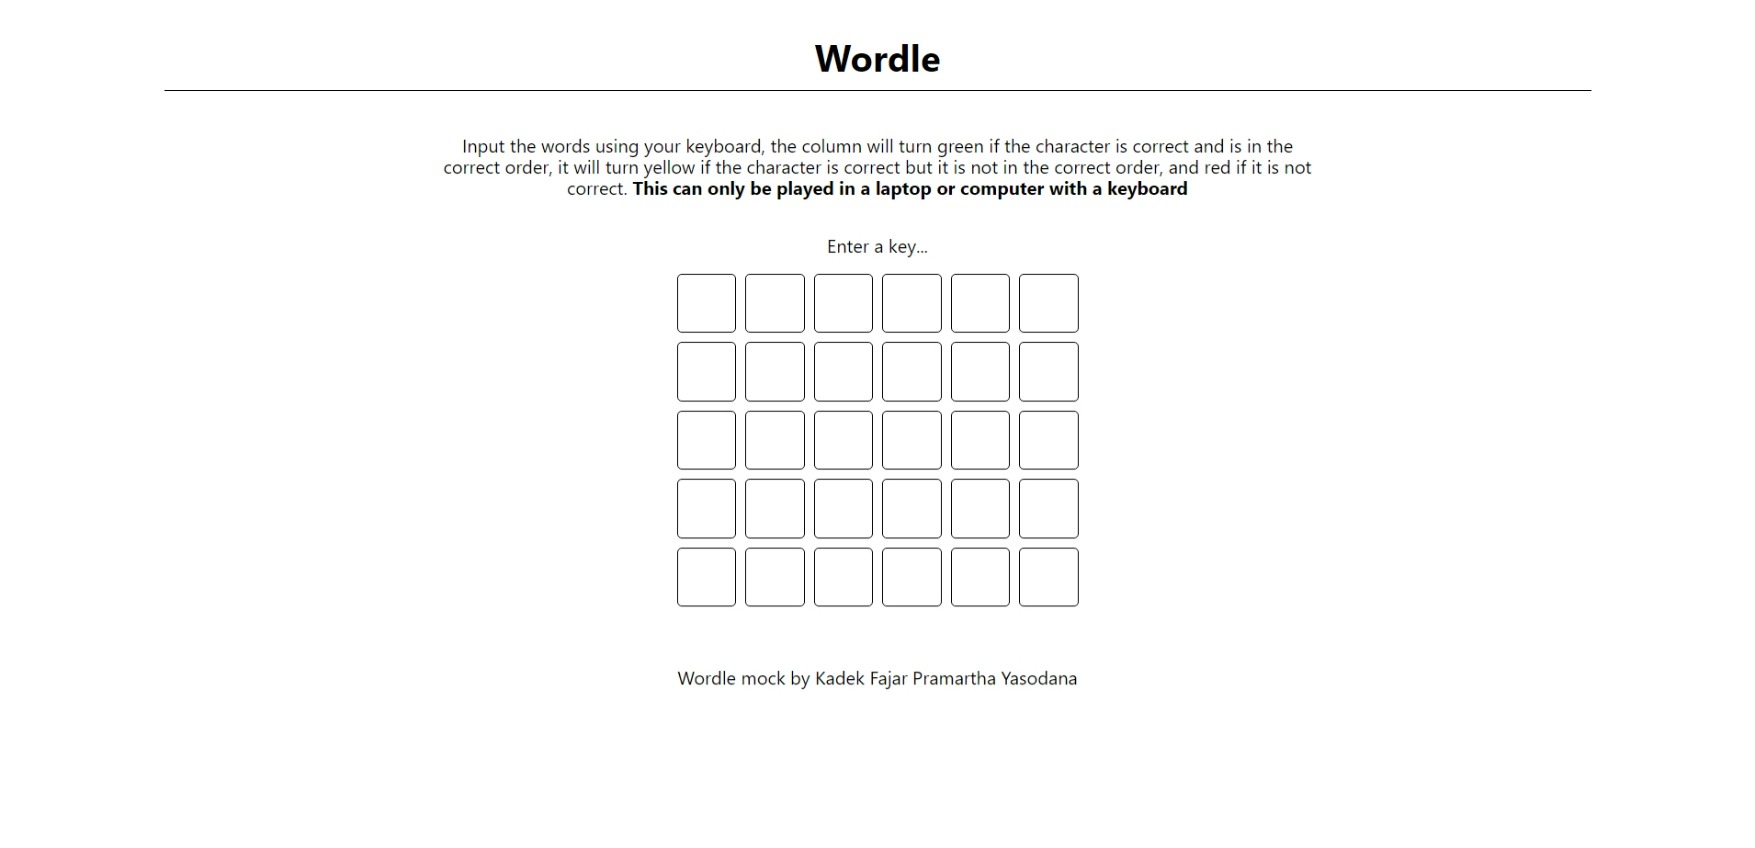 Wordle
Input the words using your keyboard, the column will turn green if the character is correct and is in the
correct order, it will turn yellow if the character is correct but it is not in the correct order, and red if it is not
correct. This can only be played in a laptop or computer with a keyboard
Enter a key...
Wordle mock by Kadek Fajar Pramartha Yasodana